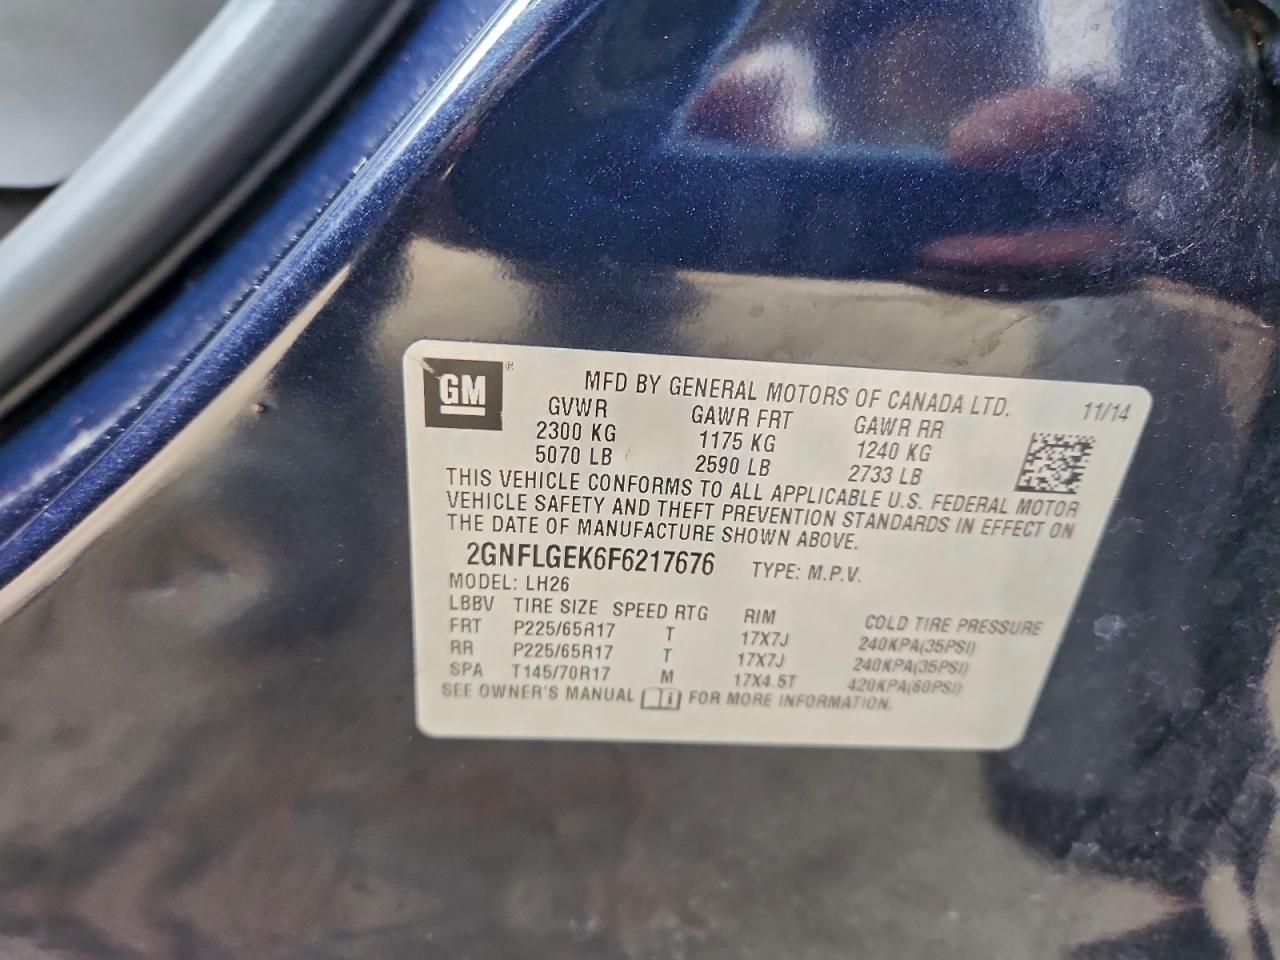 GM®
MFD BY GENERAL MOTORS OF CANADA LTD. 11/14
GVWR GAWR FRT GAWR RR
2300 KG 1175 KG 1240 KG
5070 LB 2590 LB 2733 LB
THIS VEHICLE CONFORMS TO ALL APPLICABLE U.S. FEDERAL MOTOR
VEHICLE SAFETY AND THEFT PREVENTION STANDARDS IN EFFECT ON
THE DATE OF MANUFACTURE SHOWN ABOVE.
2GNFLGEK6F6217676 TYPE: M.P.V.
MODEL: LH26
LBBV TIRE SIZE SPEED RTG RIM COLD TIRE PRESSURE
FRT P225/65R17 T 17X7J 240KPA(35PSI)
RR P225/65R17 T 17X7J 240KPA(35PSI)
SPA T145/70R17 M 17X4.5T 420KPA(60PSI)
SEE OWNER'S MANUAL i FOR MORE INFORMATION.